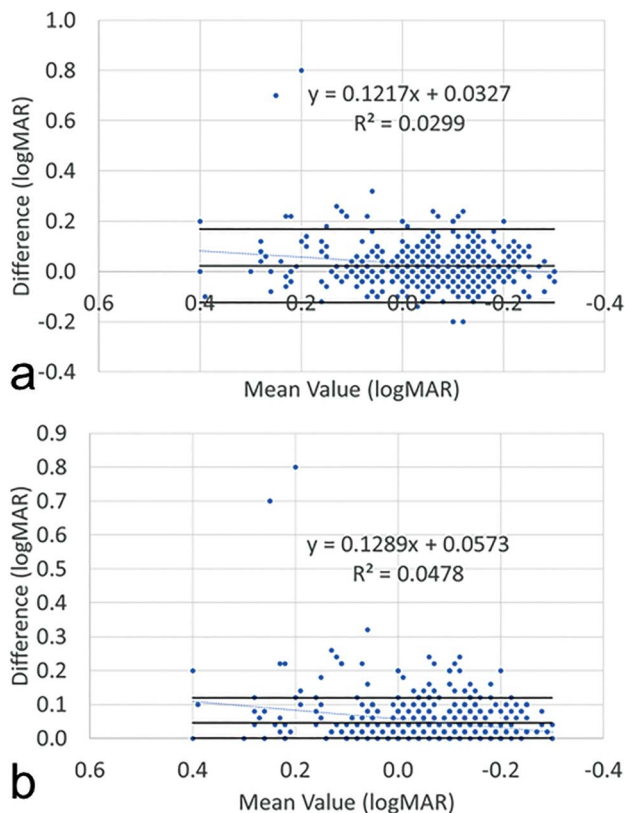 1.0
0.8
y = 0.1217x + 0.0327
0.6
R² = 0.0299
0.4
0.2
0.0
0.6 0.4 0.2 0.0 -0.2 -0.4
-0.2
-0.4
Difference (logMAR)
Mean Value (logMAR)
a
0.9
0.8
0.7
0.6
y = 0.1289x + 0.0573
0.5
R² = 0.0478
0.4
0.3
0.2
0.1
0.0
0.6 0.4 0.2 0.0 -0.2 -0.4
Difference (logMAR)
Mean Value (logMAR)
b